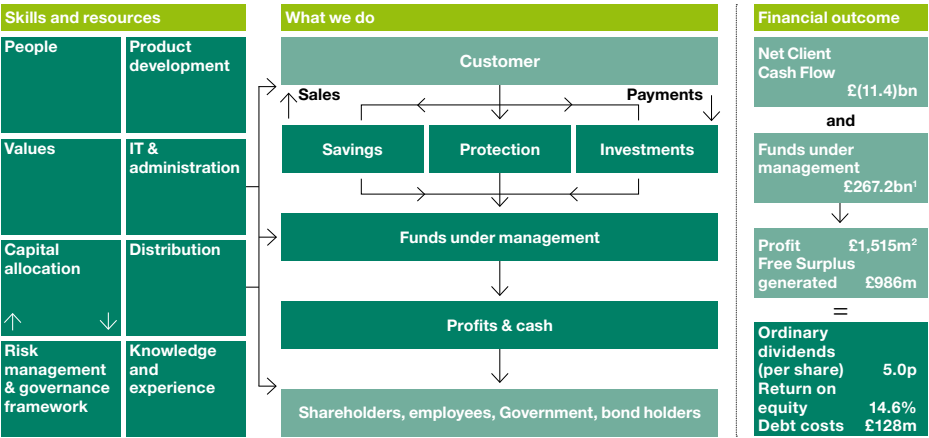 Skills and resources
People
Product
development
Values
IT &
administration
Capital
allocation
Distribution
Risk
management
& governance
framework
Knowledge
and
experience
What we do
Customer
Sales
Payments
Savings
Protection
Investments
Funds under management
Profits & cash
Shareholders, employees, Government, bond holders
Financial outcome
Net Client
Cash Flow
£(11.4)bn
and
Funds under
management
£267.2bn¹
Profit £1,515m²
Free Surplus
generated £986m
=
Ordinary
dividends
(per share) 5.0p
Return on
equity 14.6%
Debt costs £128m